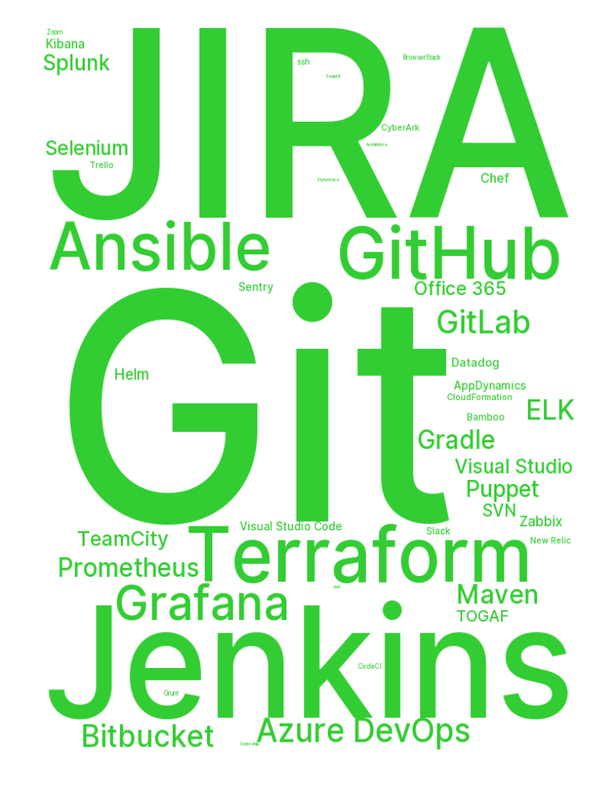 Zoom
Kibana
Splunk
JIRA
ssh
BrowserStack
CyberArk
Selenium
Trello
Chef
Ansible
GitHub
Sentry
Office 365
Git
GitLab
Helm
Datadog
AppDynamics
CloudFormation
ELK
Bamboo
Gradle
Visual Studio
Puppet
SVN
Zabbix
Visual Studio Code
Slack
New Relic
TeamCity
Terraform
Prometheus
Grafana
Maven
TOGAF
Jenkins
CircleCI
Grunt
Bitbucket
Azure DevOps